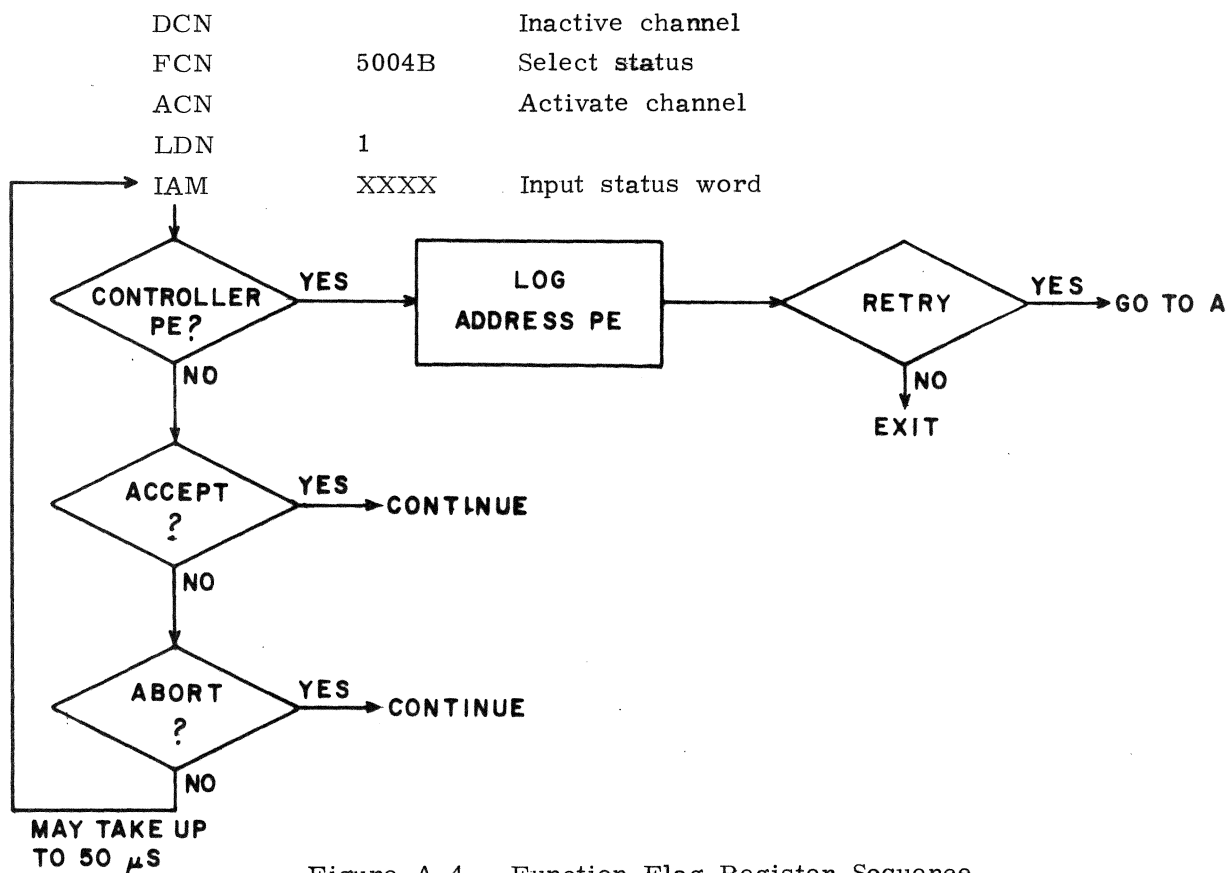 DCN Inactive channel
FCN 5004B Select status
ACN Activate channel
LDN 1
IAM XXXX Input status word
CONTROLLER
PE?
YES
NO
LOG
ADDRESS PE
RETRY
YES
GO TO A
NO
EXIT
ACCEPT
?
YES
CONTINUE
NO
ABORT
?
YES
CONTINUE
NO
MAY TAKE UP
TO 50 μS
Figure A-4. Function Flag Register Sequence